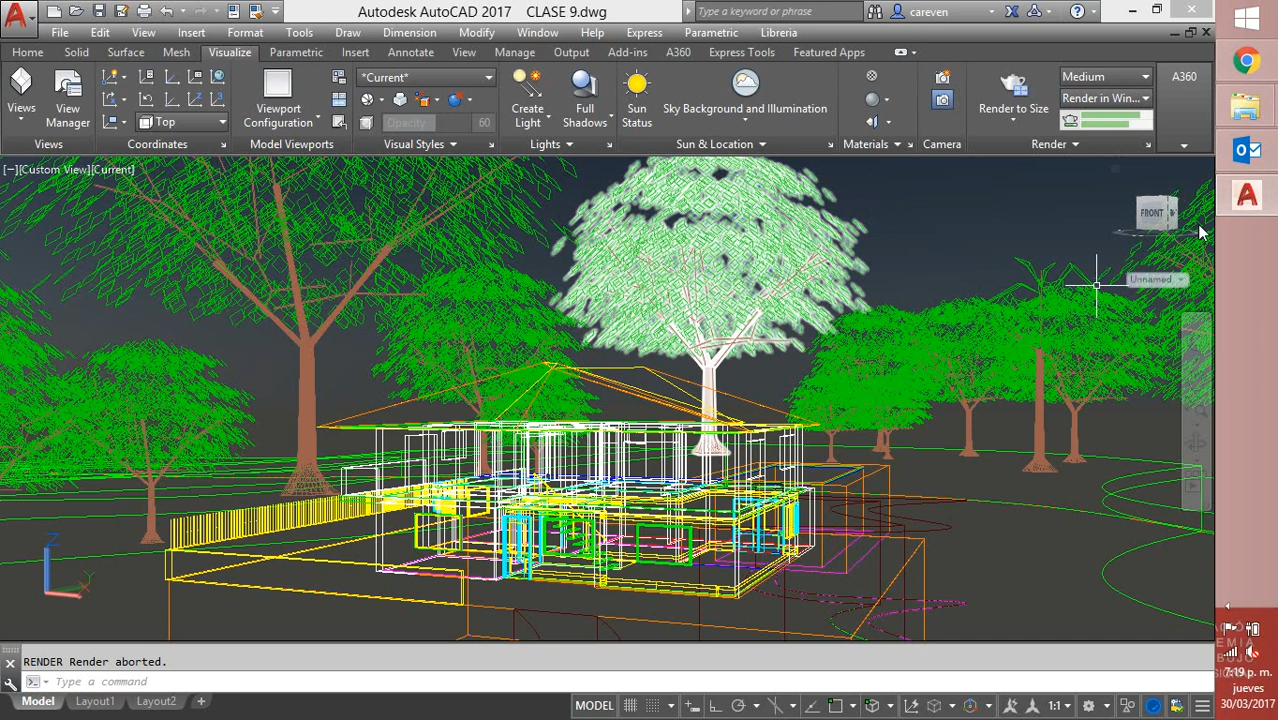 Autodesk AutoCAD 2017 CLASE 9.dwg
Type a keyword or phrase
careven
File Edit View Insert Format Tools Draw Dimension Modify Window Help Express Parametric Libreria
Home Solid Surface Mesh Visualize Parametric Insert Annotate View Manage Output Add-ins A360 Express Tools Featured Apps
*Current*
Medium
A360
Views
View Manager
Top
Viewport Configuration
Opacity 60
Create Light
Full Shadows
Sun Status
Sky Background and Illumination
Render to Size
Render in Win...
Views Coordinates Model Viewports Visual Styles Lights Sun & Location Materials Camera Render
[−][Custom View][Current]
FRONT
Unnamed
Z
Y
X
RENDER Render aborted.
Type a command
Model Layout1 Layout2 +
MODEL
1:1
7:19 p. m.
jueves
30/03/2017